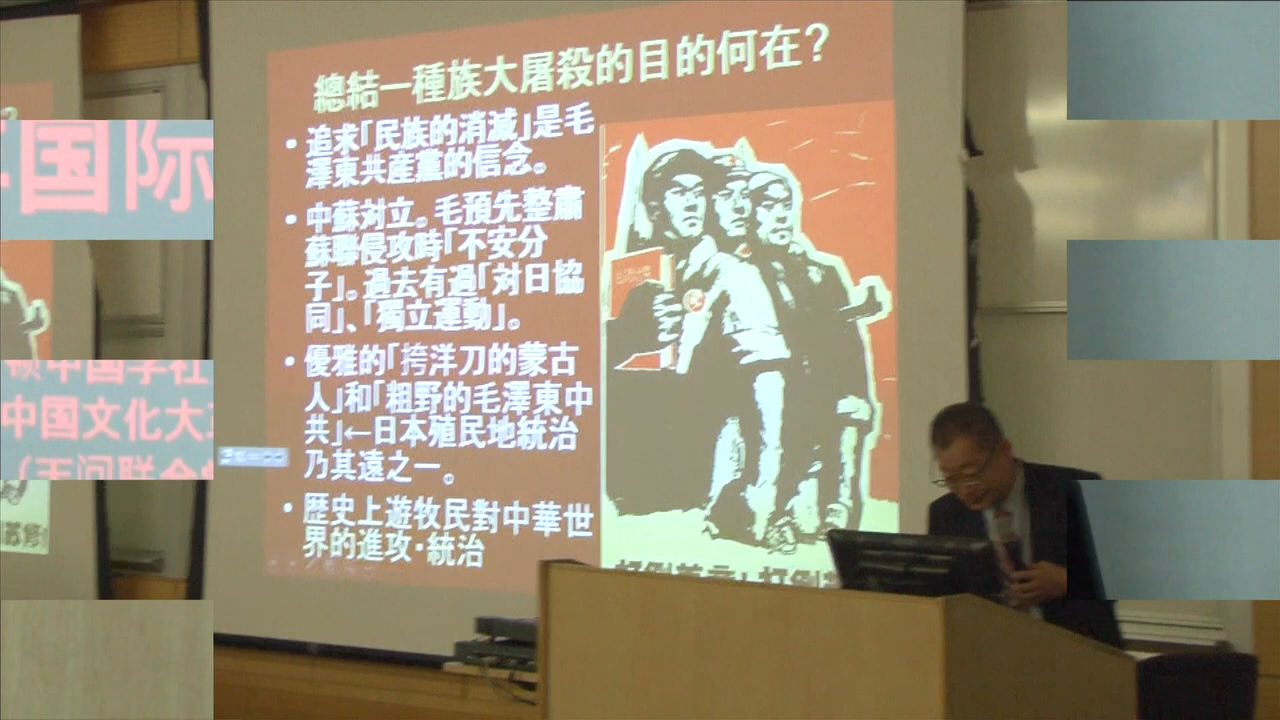 總結一種族大屠殺的目的何在?
• 追求「民族的消滅」是毛
澤東共産黨的信念。
• 中蘇対立。毛預先整肅
蘇聯侵攻時「不安分
子」。過去有過「対日協
同」、「獨立運動」。
• 優雅的「挎洋刀的蒙古
人」和「粗野的毛澤東中
共」←日本殖民地統治
乃其遠之一。
• 歴史上遊牧民對中華世
界的進攻・統治
国际
中国学社
中国文化大